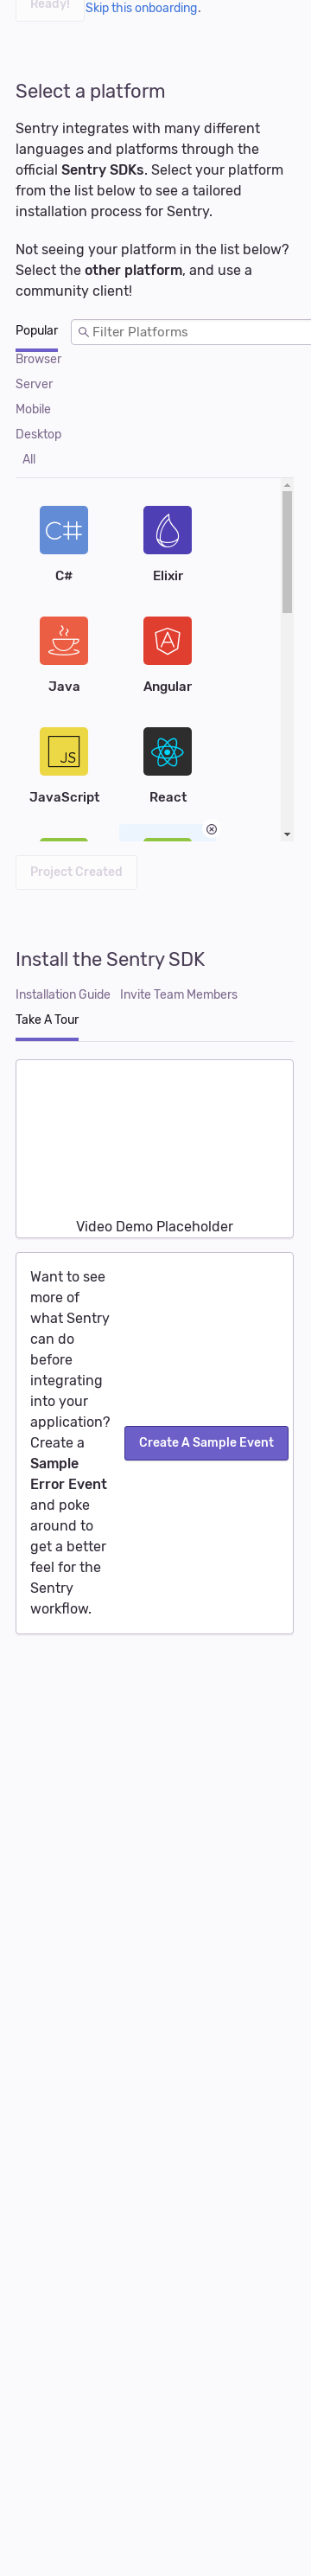 Ready!
Skip this onboarding.
Select a platform
Sentry integrates with many different
languages and platforms through the
official Sentry SDKs. Select your platform
from the list below to see a tailored
installation process for Sentry.
Not seeing your platform in the list below?
Select the other platform, and use a
community client!
Popular
Filter Platforms
Browser
Server
Mobile
Desktop
All
C#
C#
Elixir
Java
Angular
JS
JavaScript
React
Project Created
Install the Sentry SDK
Installation Guide Invite Team Members
Take A Tour
Video Demo Placeholder
Want to see
more of
what Sentry
can do
before
integrating
into your
application?
Create a
Sample
Error Event
and poke
around to
get a better
feel for the
Sentry
workflow.
Create A Sample Event